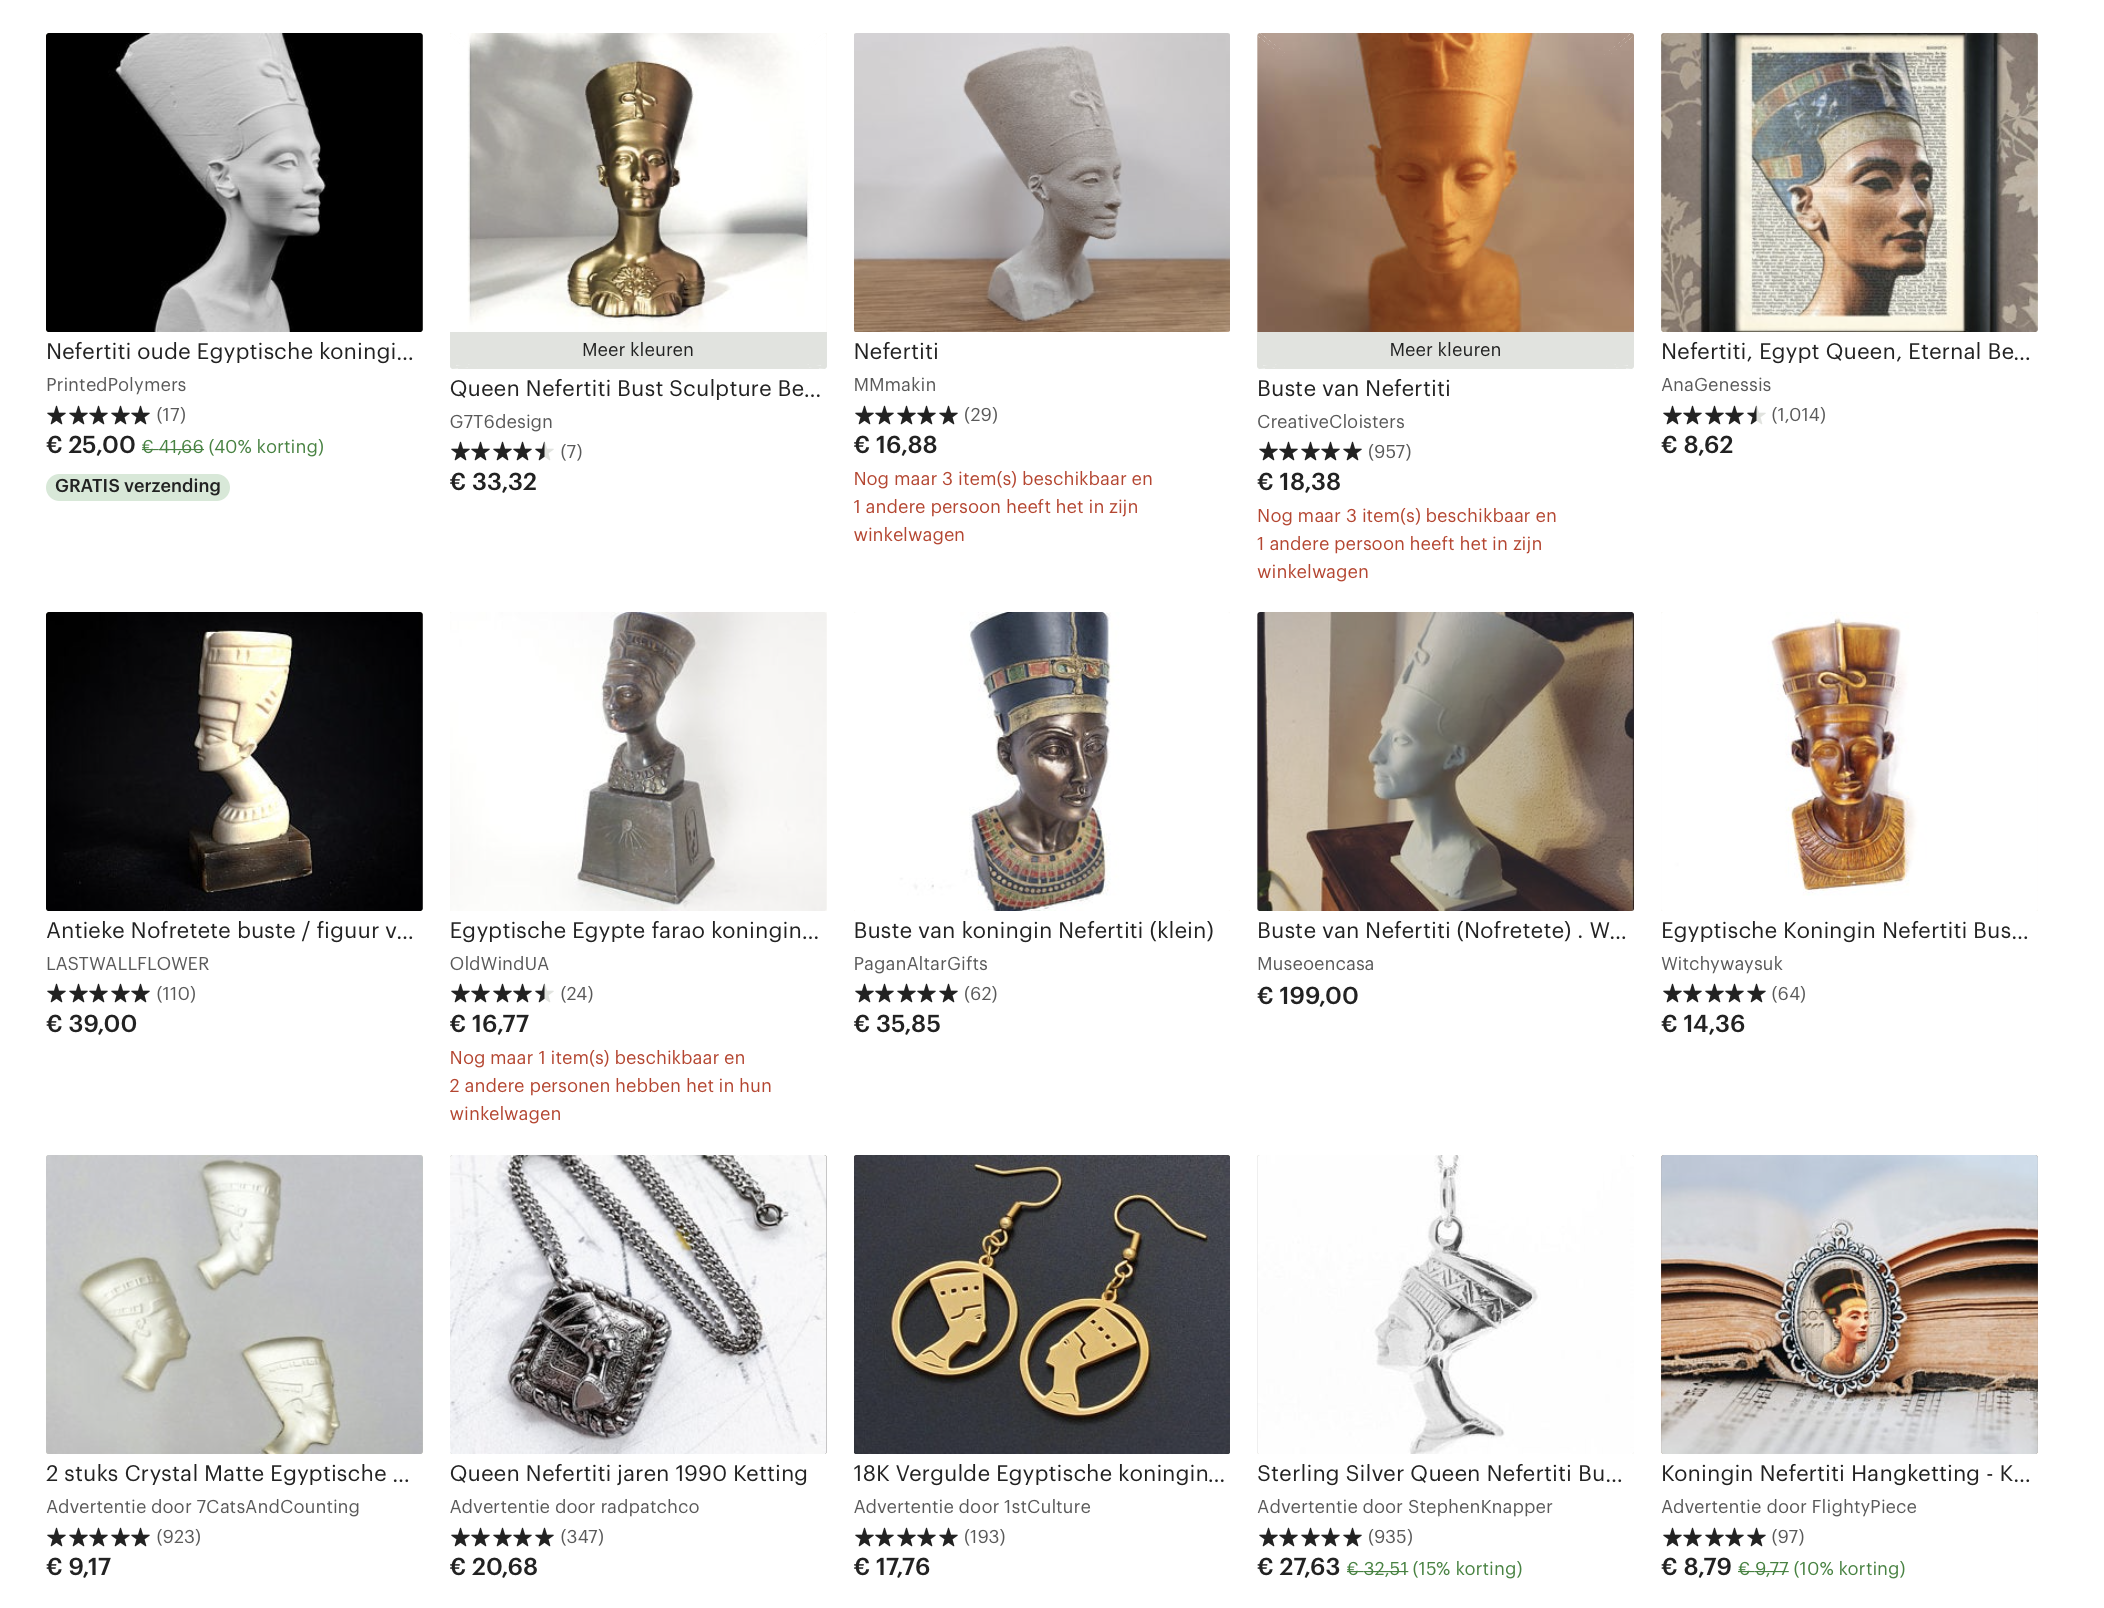 Nefertiti oude Egyptische koningi...
PrintedPolymers
(17)
€ 25,00 € 41,66 (40% korting)
GRATIS verzending
Meer kleuren
Queen Nefertiti Bust Sculpture Be...
G7T6design
(7)
€ 33,32
Nefertiti
MMmakin
(29)
€ 16,88
Nog maar 3 item(s) beschikbaar en
1 andere persoon heeft het in zijn
winkelwagen
Meer kleuren
Buste van Nefertiti
CreativeCloisters
(957)
€ 18,38
Nog maar 3 item(s) beschikbaar en
1 andere persoon heeft het in zijn
winkelwagen
Nefertiti, Egypt Queen, Eternal Be...
AnaGenessis
(1,014)
€ 8,62
Antieke Nofretete buste / figuur v...
LASTWALLFLOWER
(110)
€ 39,00
Egyptische Egypte farao koningin...
OldWindUA
(24)
€ 16,77
Nog maar 1 item(s) beschikbaar en
2 andere personen hebben het in hun
winkelwagen
Buste van koningin Nefertiti (klein)
PaganAltarGifts
(62)
€ 35,85
Buste van Nefertiti (Nofretete) . W...
Museoencasa
€ 199,00
Egyptische Koningin Nefertiti Bus...
Witchywaysuk
(64)
€ 14,36
2 stuks Crystal Matte Egyptische ...
Advertentie door 7CatsAndCounting
(923)
€ 9,17
Queen Nefertiti jaren 1990 Ketting
Advertentie door radpatchco
(347)
€ 20,68
18K Vergulde Egyptische koningin...
Advertentie door 1stCulture
(193)
€ 17,76
Sterling Silver Queen Nefertiti Bu...
Advertentie door StephenKnapper
(935)
€ 27,63 € 32,51 (15% korting)
Koningin Nefertiti Hangketting - K...
Advertentie door FlightyPiece
(97)
€ 8,79 € 9,77 (10% korting)